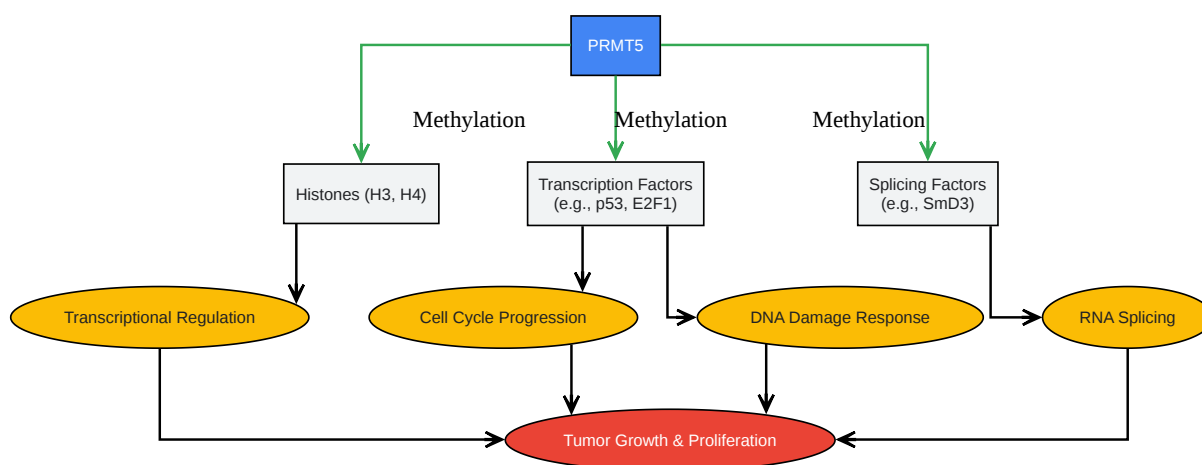 PRMT5
Methylation
Methylation
Methylation
Histones (H3, H4)
Transcription Factors
(e.g., p53, E2F1)
Splicing Factors
(e.g., SmD3)
Transcriptional Regulation
Cell Cycle Progression
DNA Damage Response
RNA Splicing
Tumor Growth & Proliferation